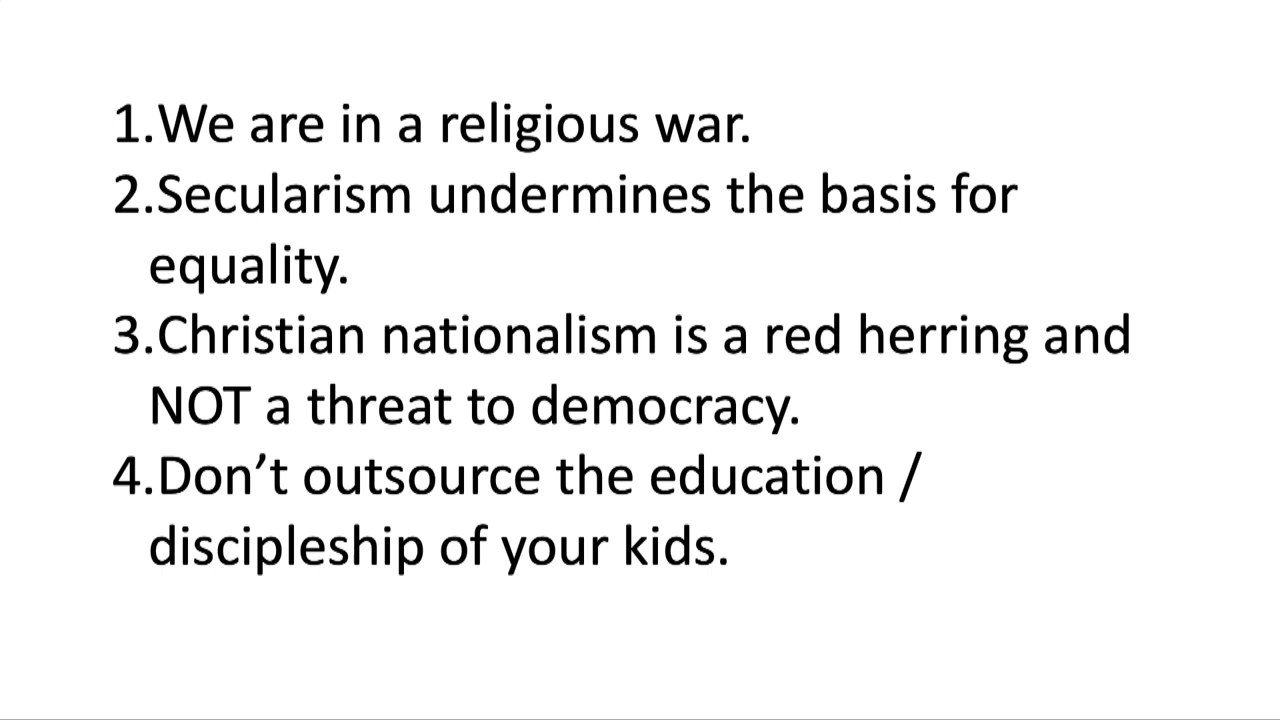 1.We are in a religious war.
2.Secularism undermines the basis for
equality.
3.Christian nationalism is a red herring and
NOT a threat to democracy.
4.Don’t outsource the education /
discipleship of your kids.